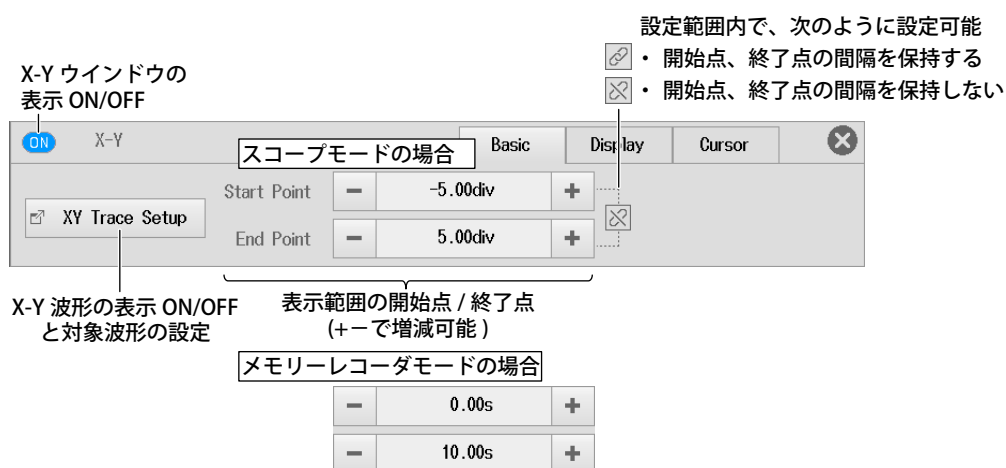 設定範囲内で、次のように設定可能
・ 開始点、終了点の間隔を保持する
・ 開始点、終了点の間隔を保持しない
X-Y ウインドウの
表示 ON/OFF
ON X-Y Basic Display Cursor
スコープモードの場合
Start Point − -5.00div +
XY Trace Setup
End Point − 5.00div +
X-Y 波形の表示 ON/OFF
と対象波形の設定
表示範囲の開始点 / 終了点
(+−で増減可能 )
メモリーレコーダモードの場合
− 0.00s +
− 10.00s +